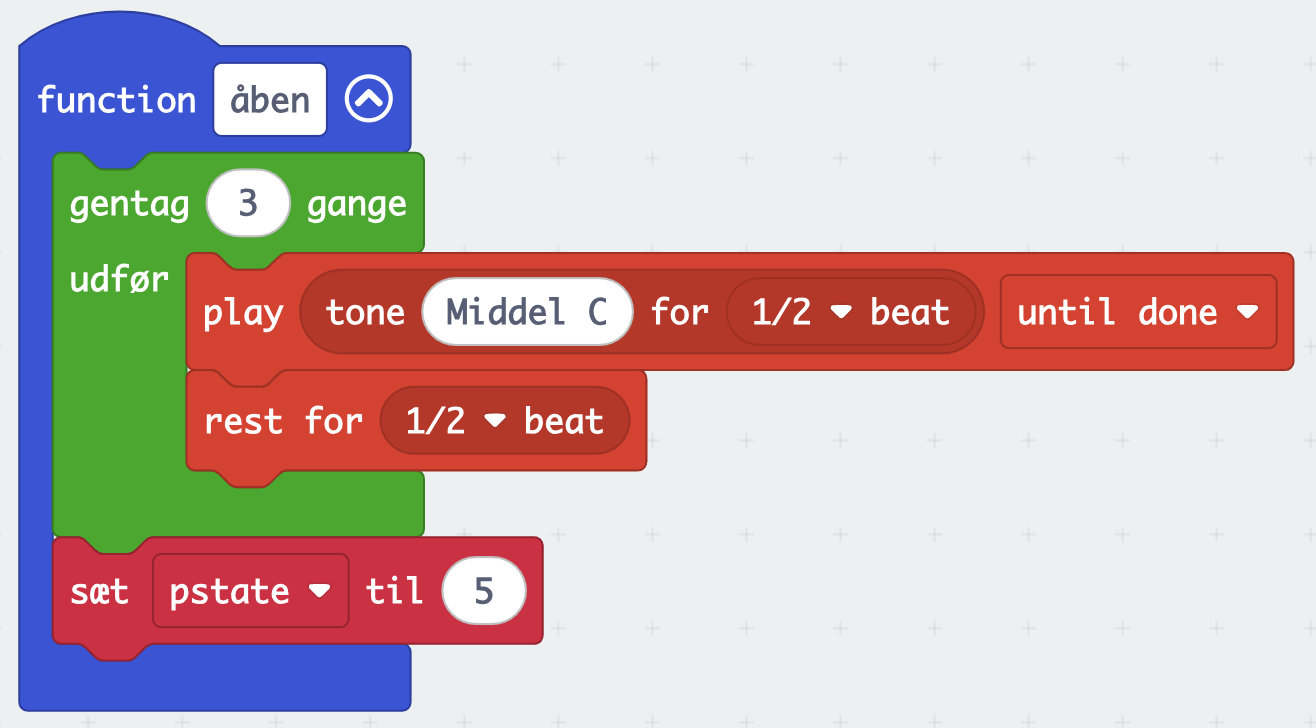 function åben
gentag 3 gange
udfør
play tone Middel C for 1/2 beat until done
rest for 1/2 beat
sæt pstate til 5